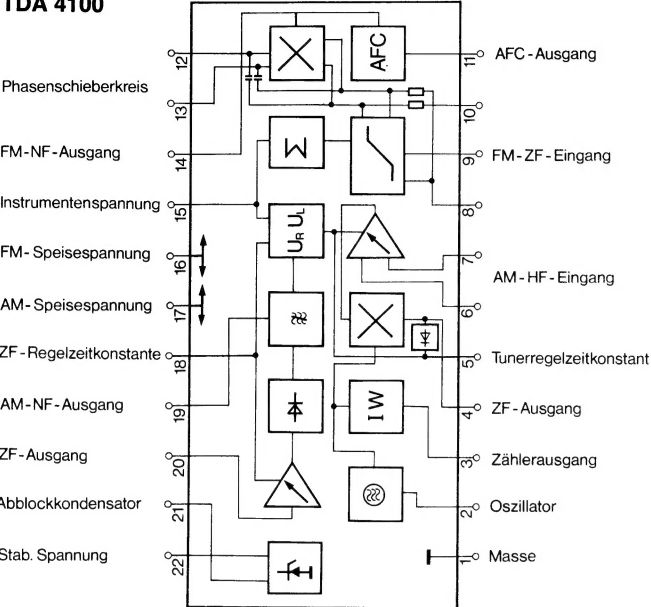 TDA 4100
12
AFC
11
AFC-Ausgang
Phasenschieberkreis
13
10
FM-NF-Ausgang
14
Σ
9
FM-ZF-Eingang
Instrumentenspannung
15
8
UR UL
FM-Speisespannung
16
7
AM-HF-Eingang
AM-Speisespannung
17
6
ZF-Regelzeitkonstante
18
5
Tunerregelzeitkonstant
AM-NF-Ausgang
19
IW
4
ZF-Ausgang
ZF-Ausgang
20
3
Zählerausgang
Abblockkondensator
21
2
Oszillator
Stab. Spannung
22
1
Masse